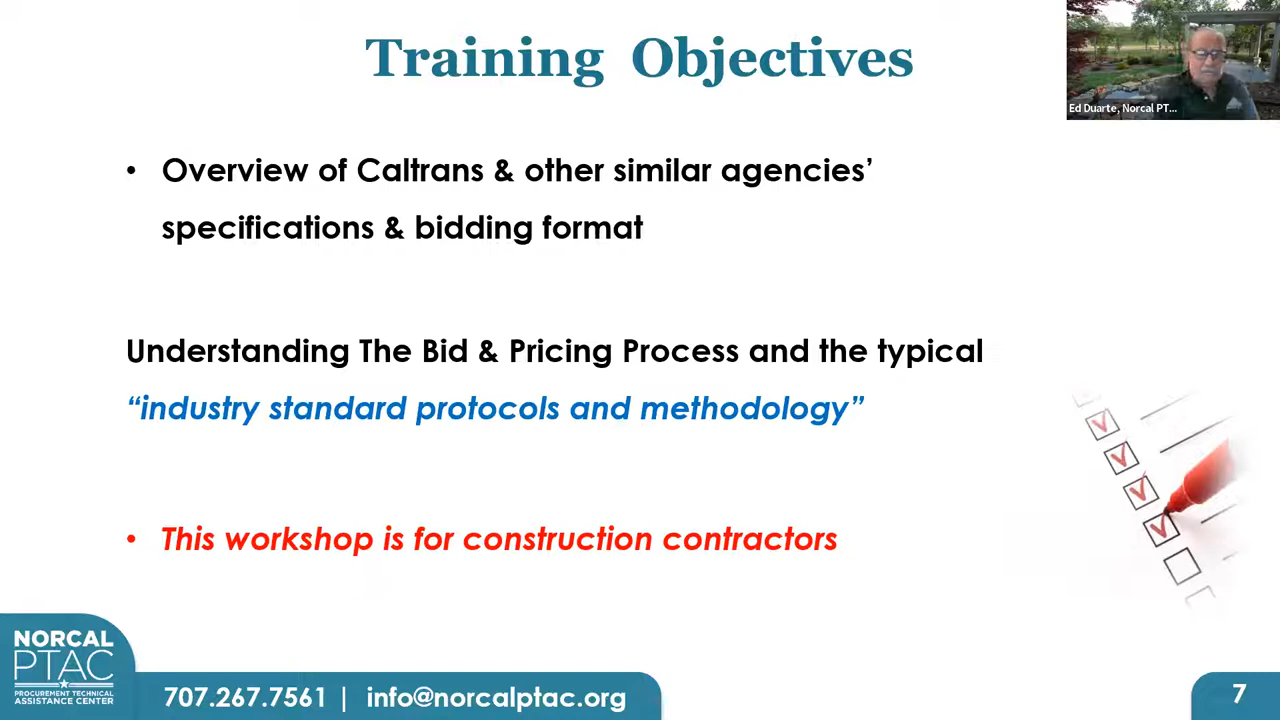 Training Objectives
Ed Duarte, Norcal PT...
• Overview of Caltrans & other similar agencies’
specifications & bidding format
Understanding The Bid & Pricing Process and the typical
“industry standard protocols and methodology”
• This workshop is for construction contractors
NORCAL
PTAC
PROCUREMENT TECHNICAL
ASSISTANCE CENTER
707.267.7561 | info@norcalptac.org
7